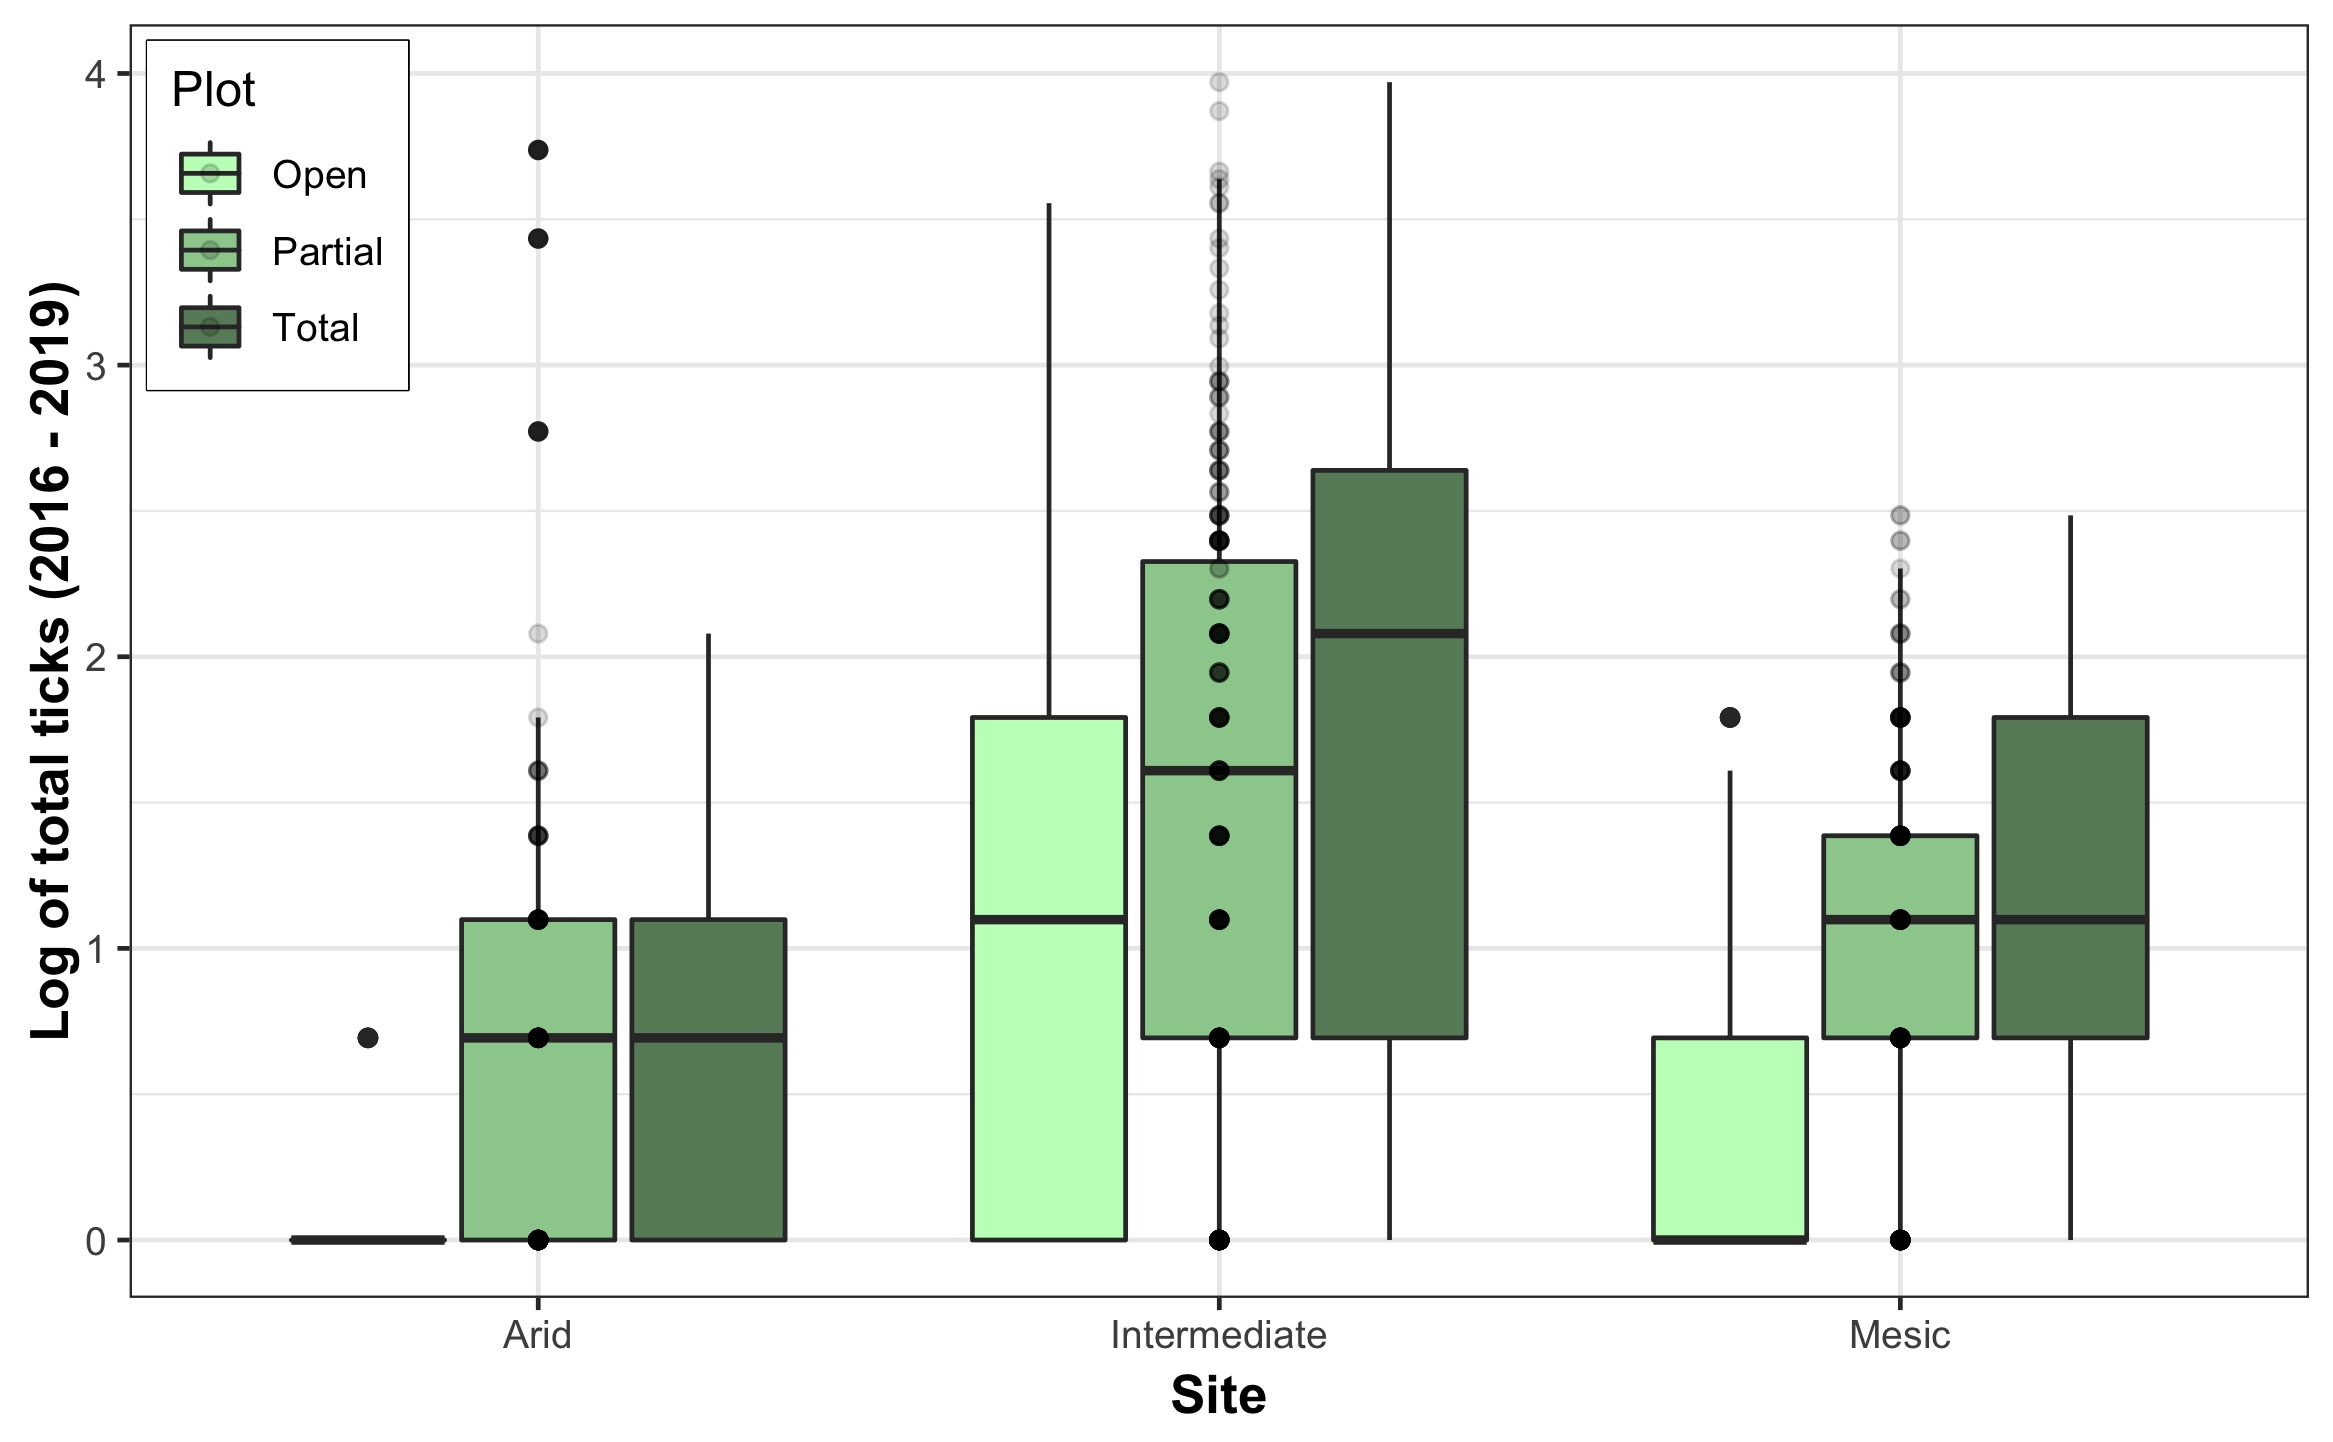 Plot
Open
Partial
Total
Log of total ticks (2016 - 2019)
4
3
2
1
0
Arid
Intermediate
Mesic
Site